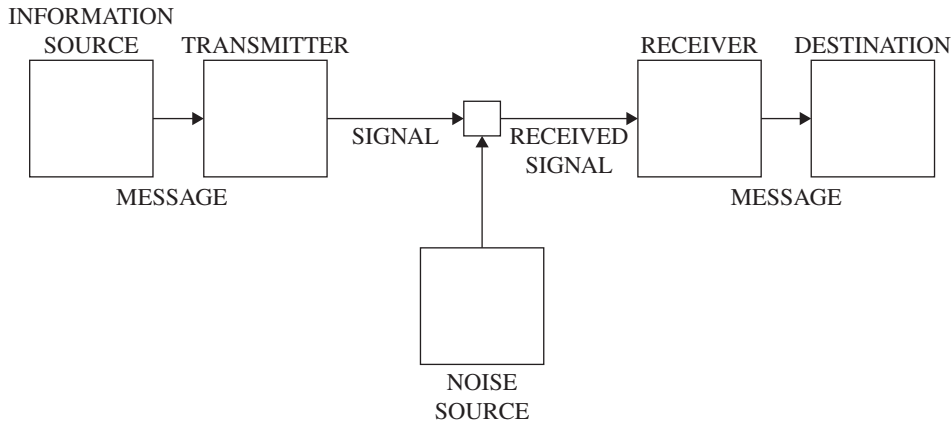 INFORMATION
SOURCE
TRANSMITTER
RECEIVER
DESTINATION
SIGNAL
RECEIVED
SIGNAL
MESSAGE
MESSAGE
NOISE
SOURCE